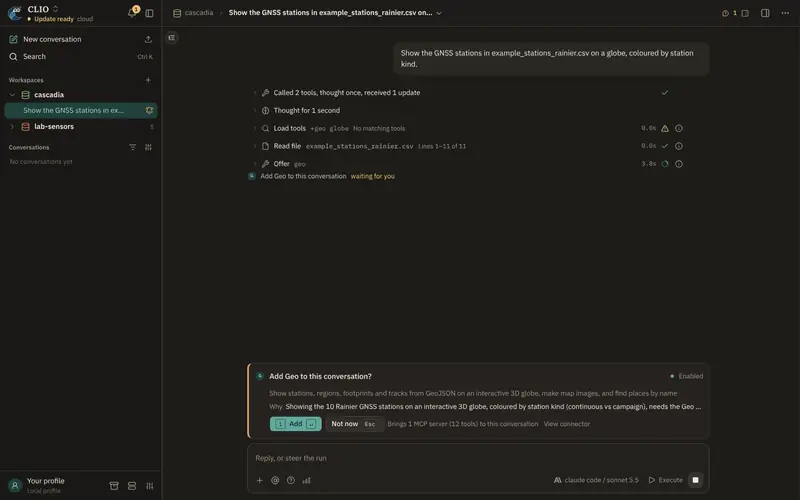 CLIO
Update ready cloud
1
New conversation
Search Ctrl K
Workspaces
cascadia
Show the GNSS stations in ex...
lab-sensors 5
Conversations
No conversations yet
Your profile
Local profile
cascadia › Show the GNSS stations in example_stations_rainier.csv on...
1
Show the GNSS stations in example_stations_rainier.csv on a globe, coloured by station
kind.
Called 2 tools, thought once, received 1 update
Thought for 1 second
Load tools +geo globe No matching tools 0.0s
Read file example_stations_rainier.csv Lines 1–11 of 11 0.0s
Offer geo 3.8s
Add Geo to this conversation waiting for you
Add Geo to this conversation? Enabled
Show stations, regions, footprints and tracks from GeoJSON on an interactive 3D globe, make map images, and find places by name
Why Showing the 10 Rainier GNSS stations on an interactive 3D globe, coloured by station kind (continuous vs campaign), needs the Geo ...
1 Add Not now Esc Brings 1 MCP server (12 tools) to this conversation View connector
Reply, or steer the run
claude code / sonnet 5.5 Execute